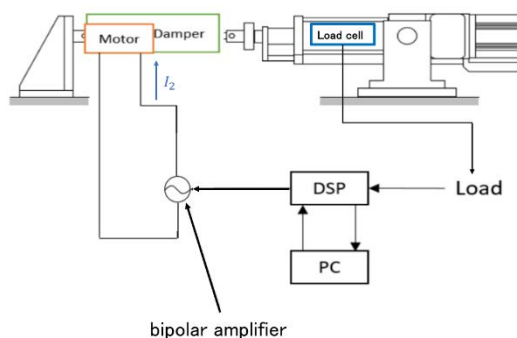 Motor
Damper
Load cell
I₂
DSP
Load
PC
bipolar amplifier